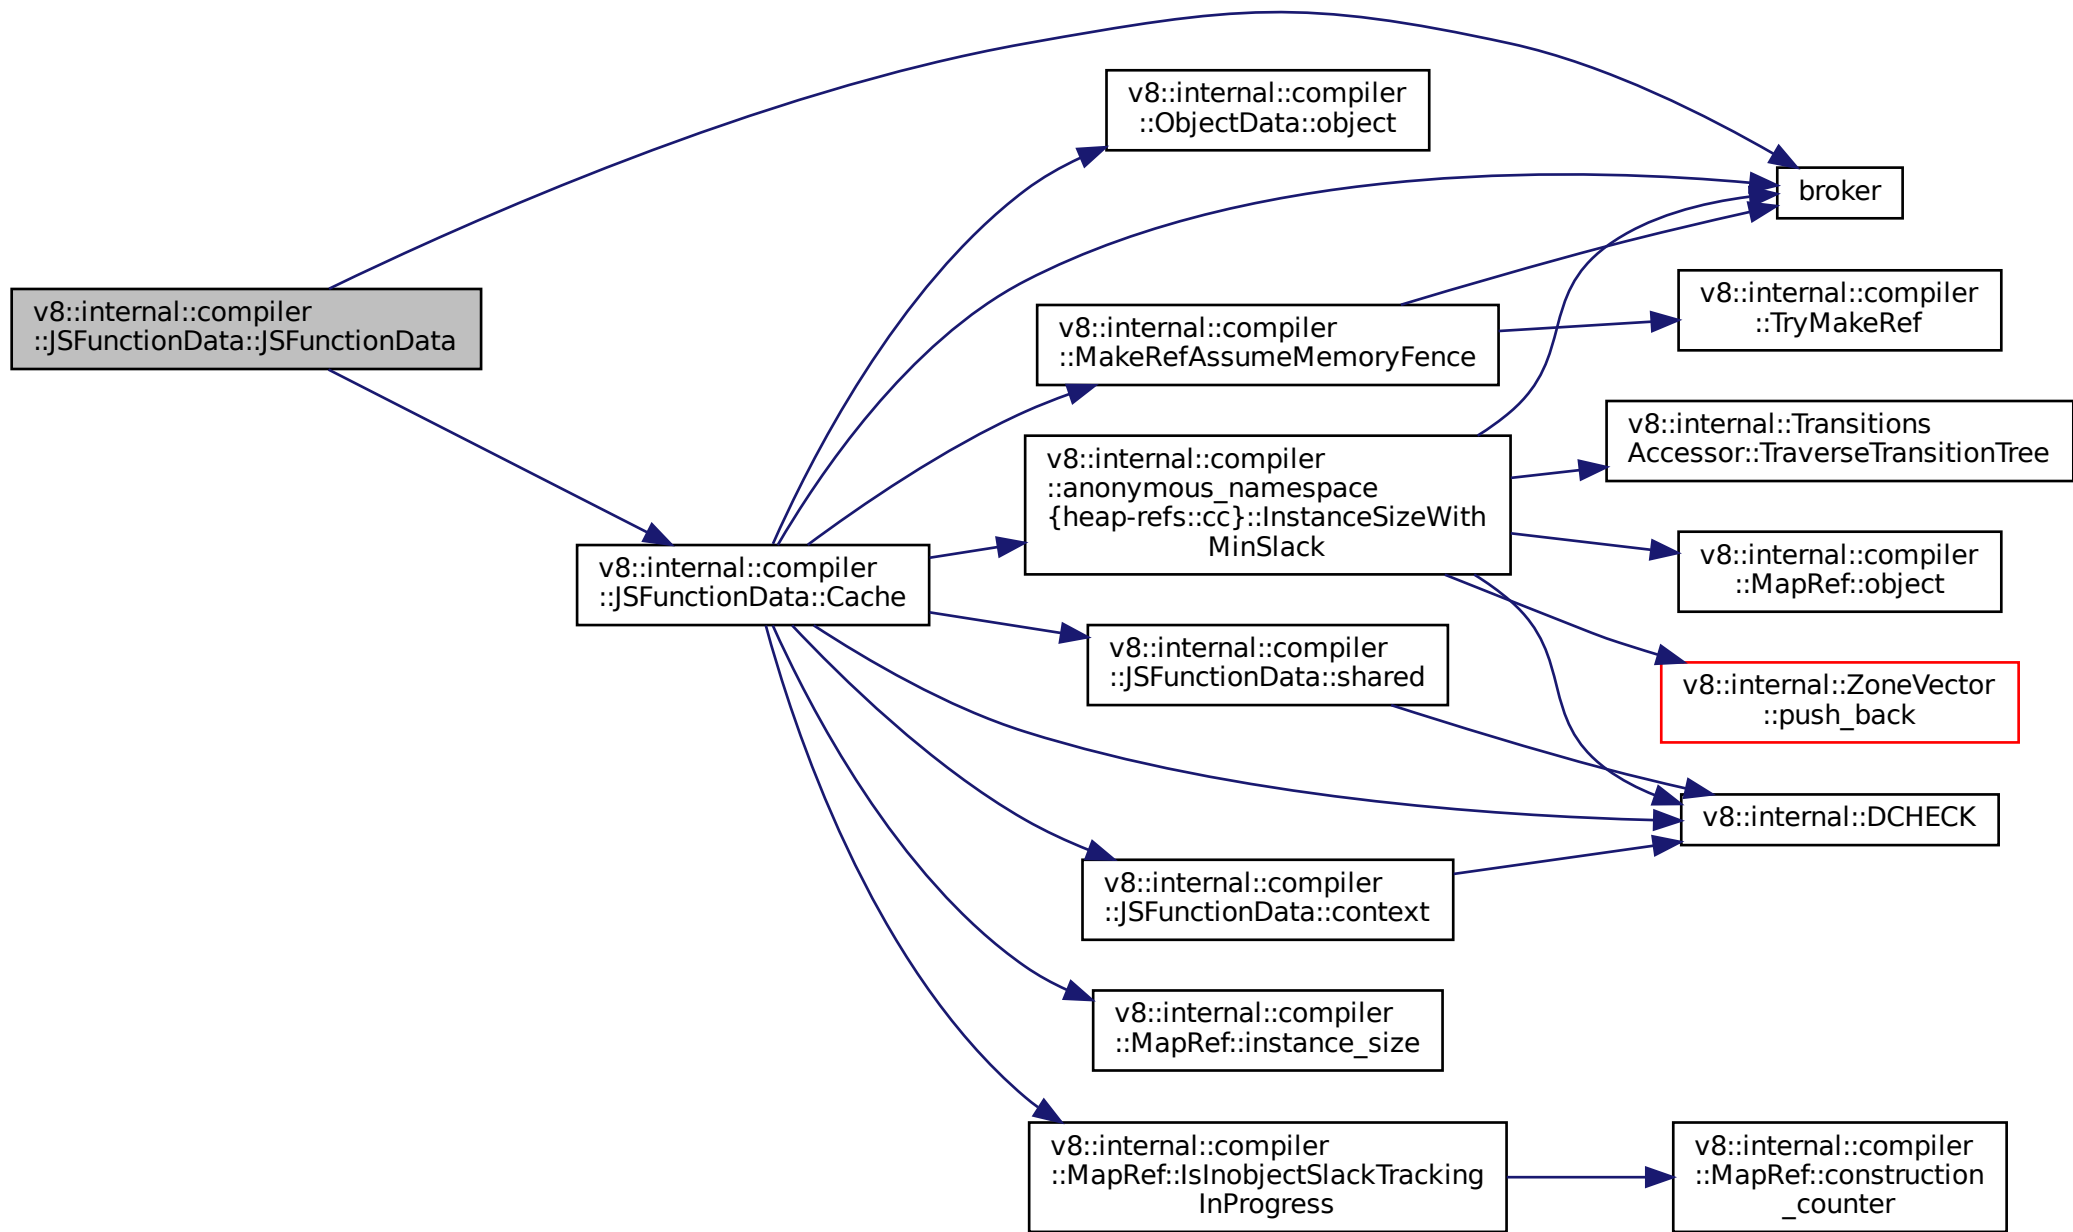 v8::internal::compiler
::JSFunctionData::JSFunctionData
v8::internal::compiler
::JSFunctionData::Cache
v8::internal::compiler
::ObjectData::object
v8::internal::compiler
::MakeRefAssumeMemoryFence
v8::internal::compiler
::anonymous_namespace
{heap-refs::cc}::InstanceSizeWith
MinSlack
v8::internal::compiler
::JSFunctionData::shared
v8::internal::compiler
::JSFunctionData::context
v8::internal::compiler
::MapRef::instance_size
v8::internal::compiler
::MapRef::IsInobjectSlackTracking
InProgress
broker
v8::internal::compiler
::TryMakeRef
v8::internal::Transitions
Accessor::TraverseTransitionTree
v8::internal::compiler
::MapRef::object
v8::internal::ZoneVector
::push_back
v8::internal::DCHECK
v8::internal::compiler
::MapRef::construction
_counter